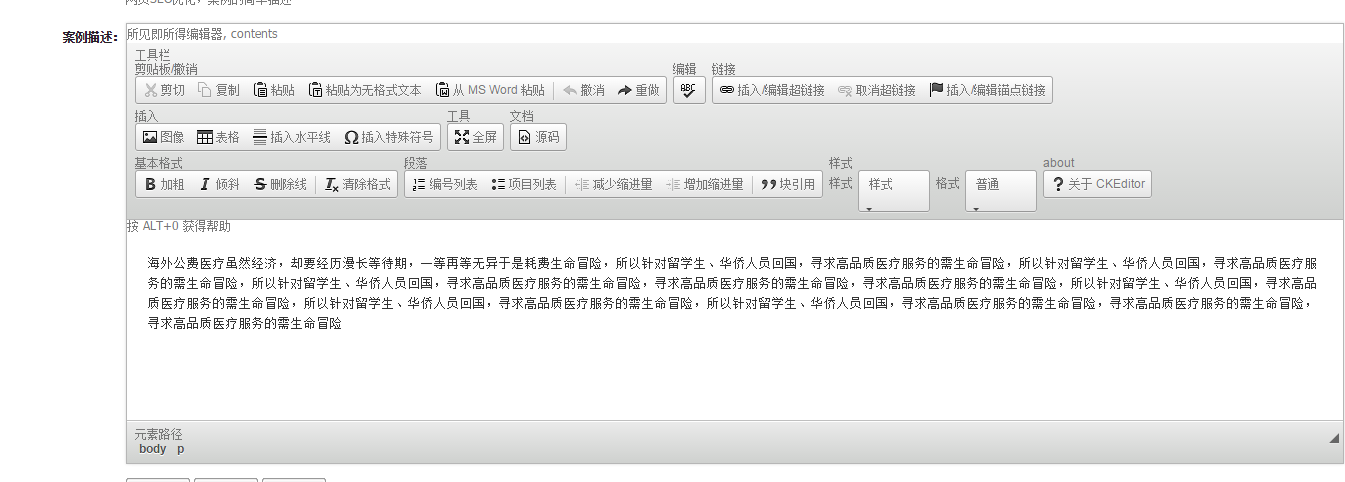 网页SEO优化，案例的简单描述
案例描述：
所见即所得编辑器, contents
工具栏
剪贴板/撤销 编辑 链接
剪切 复制 粘贴 粘贴为无格式文本 从 MS Word 粘贴 撤消 重做 ABC 插入/编辑超链接 取消超链接 插入/编辑锚点链接
插入 工具 文档
图像 表格 插入水平线 插入特殊符号 全屏 源码
基本格式 段落 样式 about
B 加粗 I 倾斜 S 删除线 Tx 清除格式 编号列表 项目列表 减少缩进量 增加缩进量 块引用 样式 样式 格式 普通 ? 关于 CKEditor
按 ALT+0 获得帮助
海外公费医疗虽然经济，却要经历漫长等待期，一等再等无异于是耗费生命冒险，所以针对留学生、华侨人员回国，寻求高品质医疗服务的需生命冒险，所以针对留学生、华侨人员回国，寻求高品质医疗服
务的需生命冒险，所以针对留学生、华侨人员回国，寻求高品质医疗服务的需生命冒险，寻求高品质医疗服务的需生命冒险，寻求高品质医疗服务的需生命冒险，所以针对留学生、华侨人员回国，寻求高品
质医疗服务的需生命冒险，所以针对留学生、华侨人员回国，寻求高品质医疗服务的需生命冒险，所以针对留学生、华侨人员回国，寻求高品质医疗服务的需生命冒险，寻求高品质医疗服务的需生命冒险，
寻求高品质医疗服务的需生命冒险
元素路径
body p